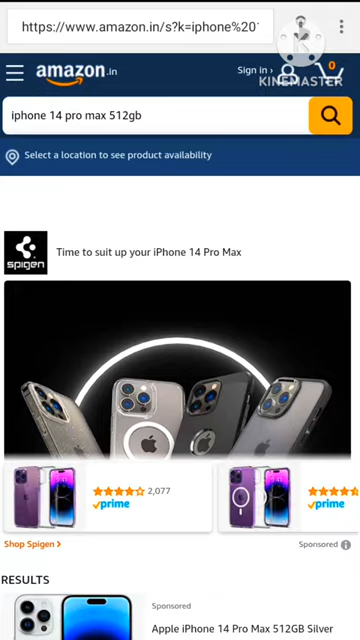 https://www.amazon.in/s?k=iphone%20
amazon.in
Sign in ›
0
KINEMASTER
iphone 14 pro max 512gb
Select a location to see product availability
spigen
Time to suit up your iPhone 14 Pro Max
2,077
prime
prime
Shop Spigen ›
Sponsored
RESULTS
Sponsored
Apple iPhone 14 Pro Max 512GB Silver